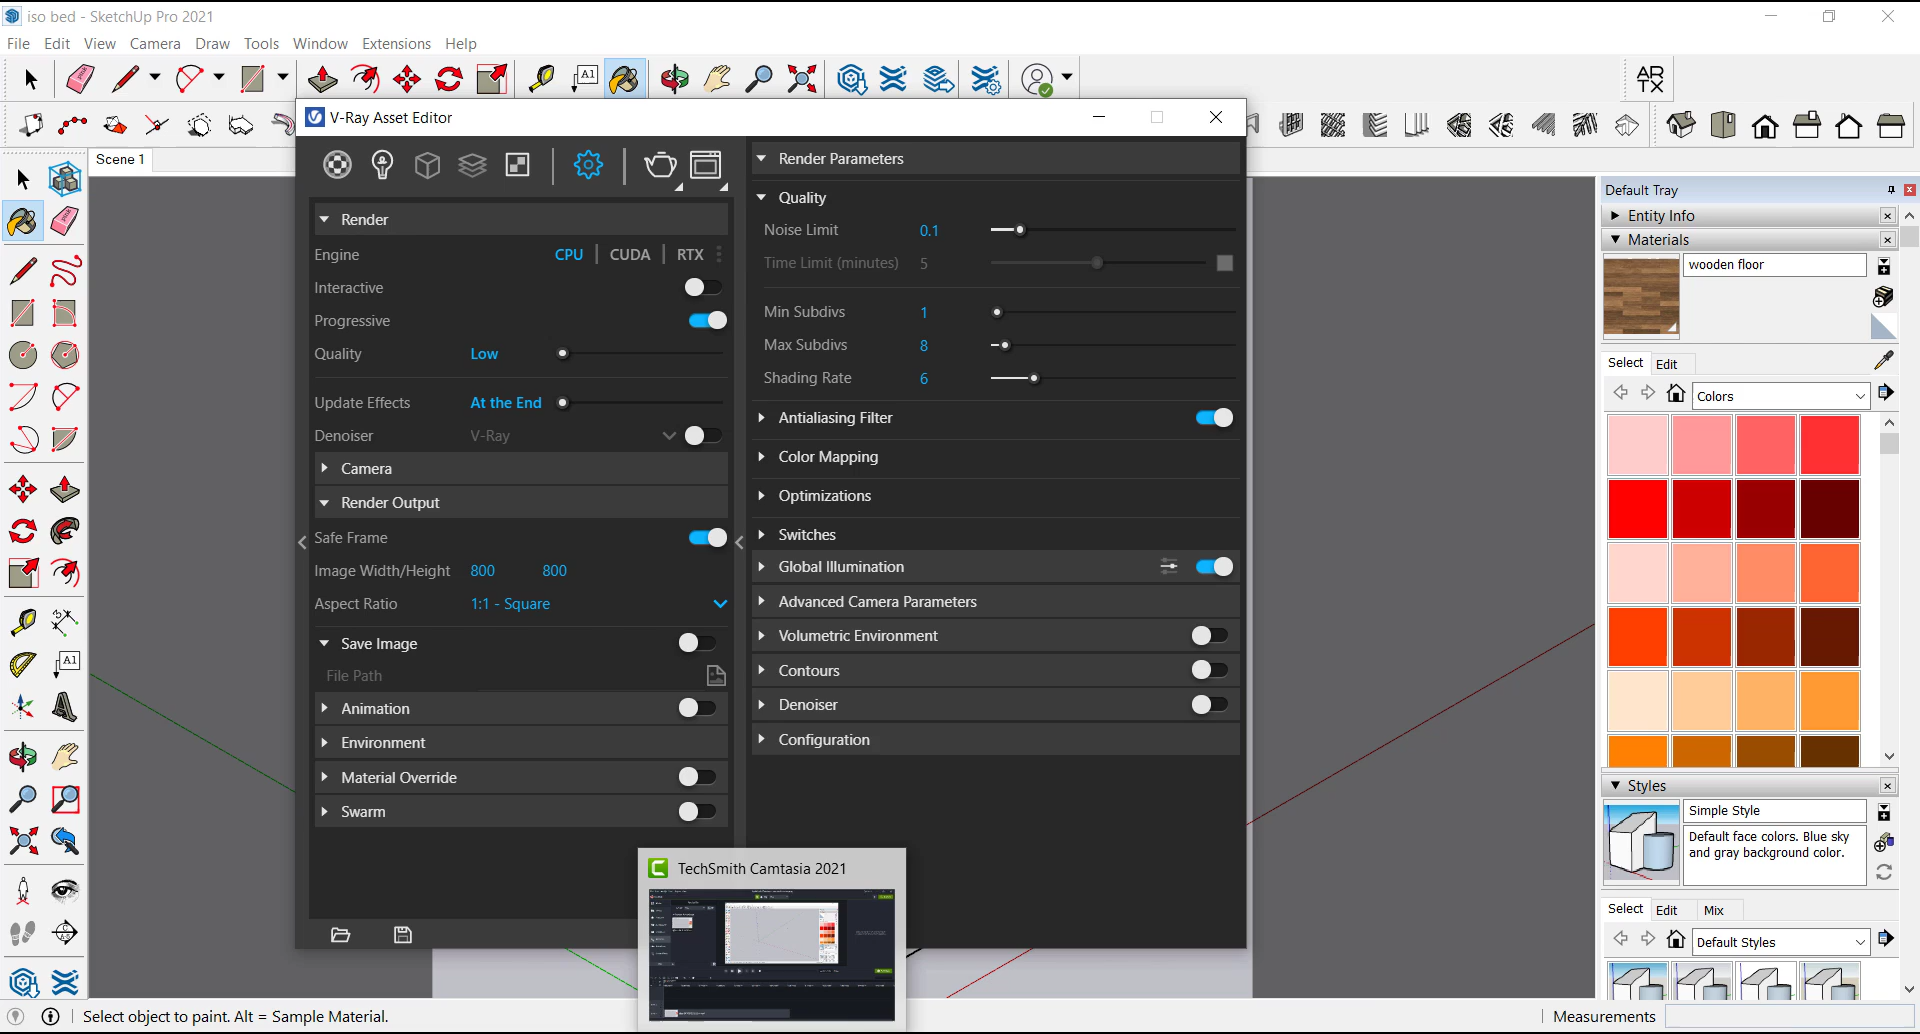 iso bed - SketchUp Pro 2021
File Edit View Camera Draw Tools Window Extensions Help
A1
AR
TX
V-Ray Asset Editor
Scene 1
Render
Engine CPU CUDA RTX
Interactive
Progressive
Quality Low
Update Effects At the End
Denoiser V-Ray
Camera
Render Output
Safe Frame
Image Width/Height 800 800
Aspect Ratio 1:1 - Square
Save Image
File Path
Animation
Environment
Material Override
Swarm
Render Parameters
Quality
Noise Limit 0.1
Time Limit (minutes) 5
Min Subdivs 1
Max Subdivs 8
Shading Rate 6
Antialiasing Filter
Color Mapping
Optimizations
Switches
Global Illumination
Advanced Camera Parameters
Volumetric Environment
Contours
Denoiser
Configuration
A1
TechSmith Camtasia 2021
Default Tray
Entity Info
Materials
wooden floor
Select Edit
Colors
Styles
Simple Style
Default face colors. Blue sky
and gray background color.
Select Edit Mix
Default Styles
Select object to paint. Alt = Sample Material.
Measurements